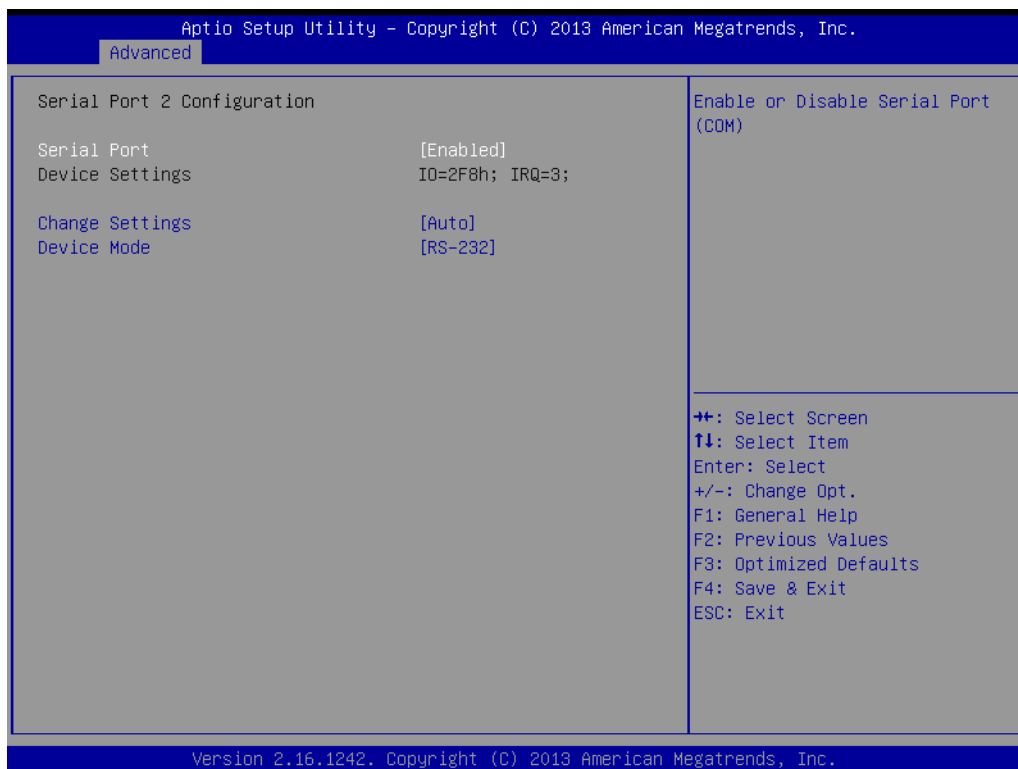 Aptio Setup Utility – Copyright (C) 2013 American Megatrends, Inc.
Advanced
Serial Port 2 Configuration
Serial Port [Enabled]
Device Settings IO=2F8h; IRQ=3;
Change Settings [Auto]
Device Mode [RS-232]
Enable or Disable Serial Port
(COM)
→←: Select Screen
↑↓: Select Item
Enter: Select
+/-: Change Opt.
F1: General Help
F2: Previous Values
F3: Optimized Defaults
F4: Save & Exit
ESC: Exit
Version 2.16.1242. Copyright (C) 2013 American Megatrends, Inc.